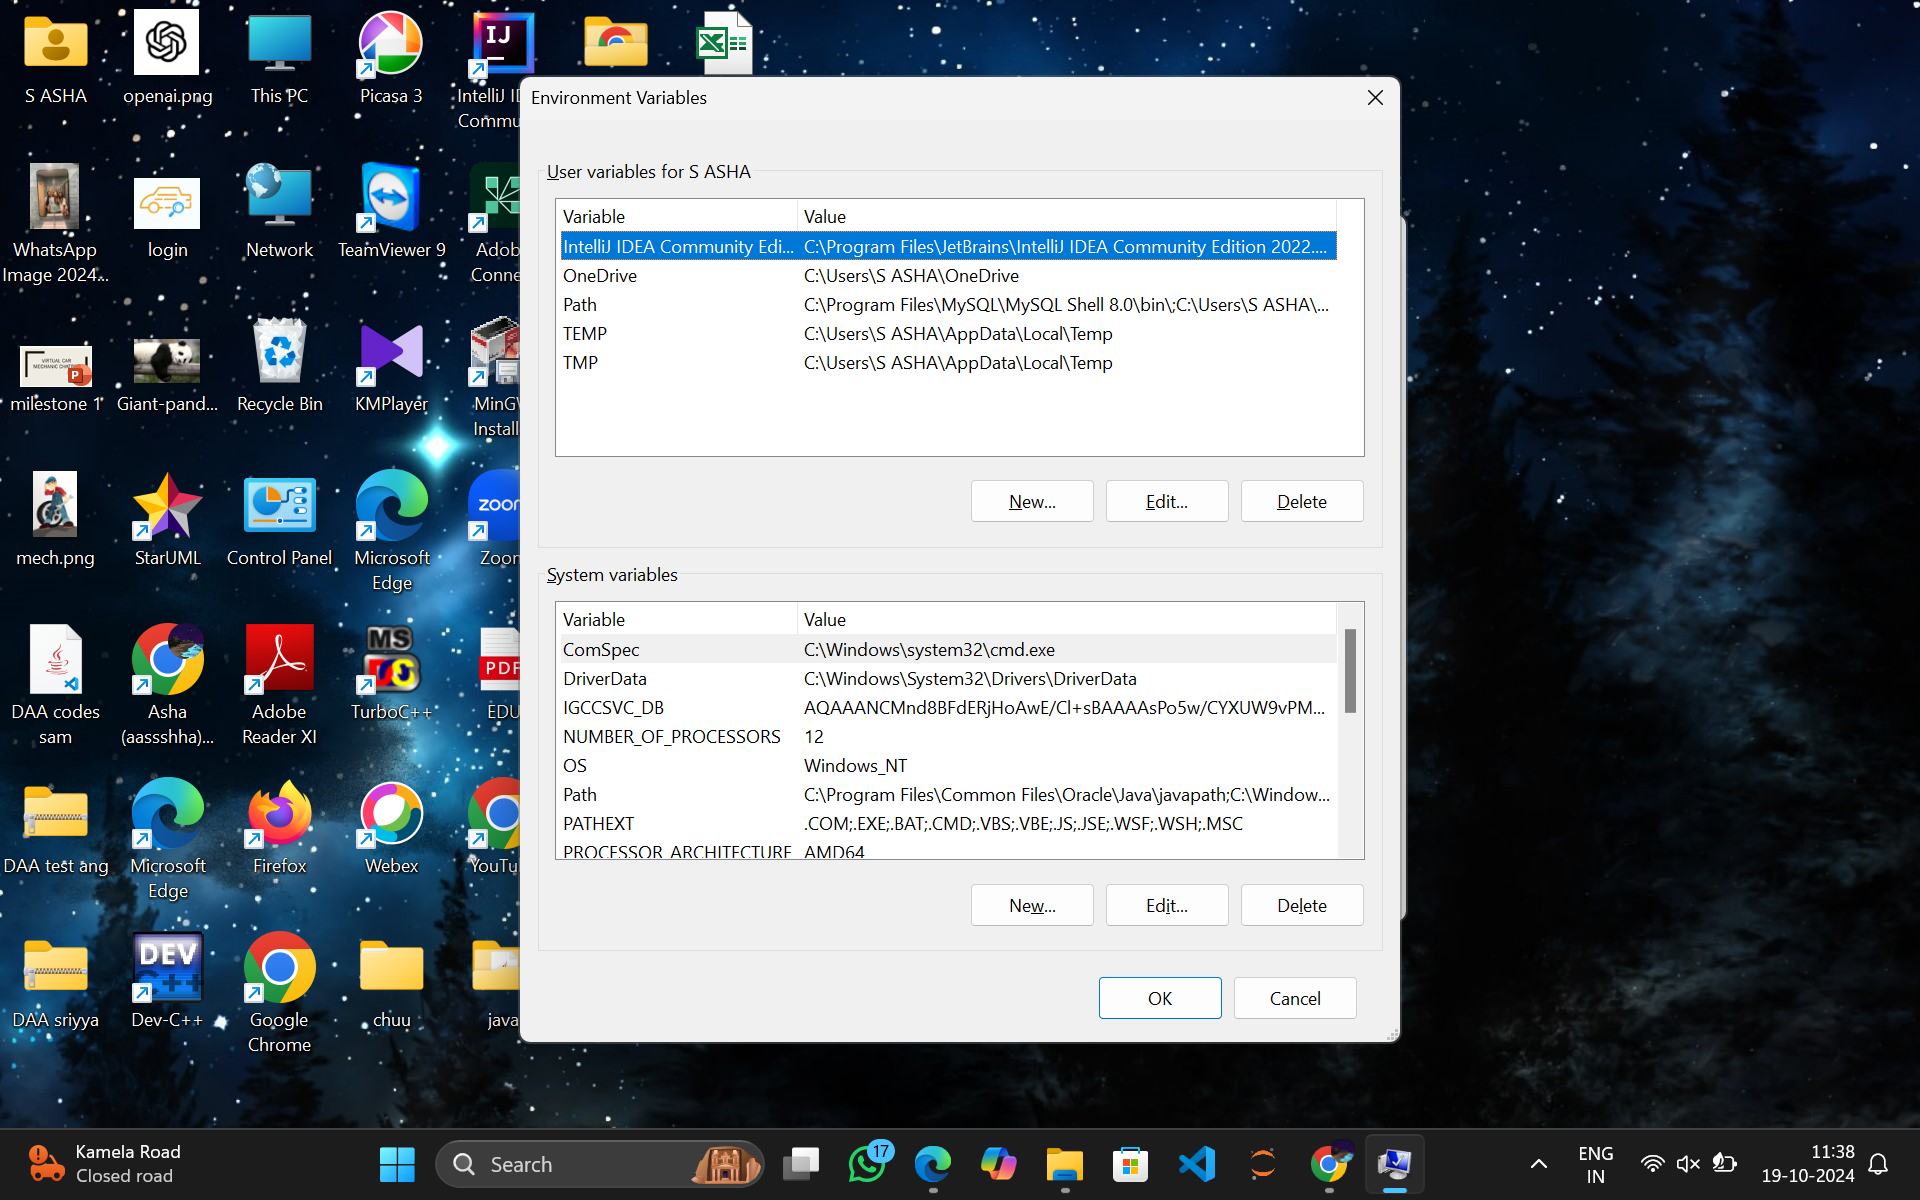 S ASHA
openai.png
This PC
Picasa 3
IntelliJ ID
Commu
Environment Variables
User variables for S ASHA
Variable Value
IntelliJ IDEA Community Edi... C:\Program Files\JetBrains\IntelliJ IDEA Community Edition 2022....
OneDrive C:\Users\S ASHA\OneDrive
Path C:\Program Files\MySQL\MySQL Shell 8.0\bin\;C:\Users\S ASHA\...
TEMP C:\Users\S ASHA\AppData\Local\Temp
TMP C:\Users\S ASHA\AppData\Local\Temp
New... Edit... Delete
System variables
Variable Value
ComSpec C:\Windows\system32\cmd.exe
DriverData C:\Windows\System32\Drivers\DriverData
IGCCSVC_DB AQAAANCMnd8BFdERjHoAwE/Cl+sBAAAAsPo5w/CYXUW9vPM...
NUMBER_OF_PROCESSORS 12
OS Windows_NT
Path C:\Program Files\Common Files\Oracle\Java\javapath;C:\Window...
PATHEXT .COM;.EXE;.BAT;.CMD;.VBS;.VBE;.JS;.JSE;.WSF;.WSH;.MSC
PROCESSOR_ARCHITECTURE AMD64
New... Edit... Delete
OK Cancel
WhatsApp
Image 2024...
login
Network
TeamViewer 9
Adob
Conne
VIRTUAL CAR
milestone 1
Giant-pand...
Recycle Bin
KMPlayer
MinGW
Install
mech.png
StarUML
Control Panel
Microsoft
Edge
zoom
Zoom
DAA codes
sam
Asha
(aassshha)...
Adobe
Reader XI
MS
TurboC++
PDF
EDU
DAA test ang
Microsoft
Edge
Firefox
Webex
YouTu
DAA sriyya
DEV
C++
Dev-C++
Google
Chrome
chuu
java
Kamela Road
Closed road
Search
17
ENG
IN
11:38
19-10-2024